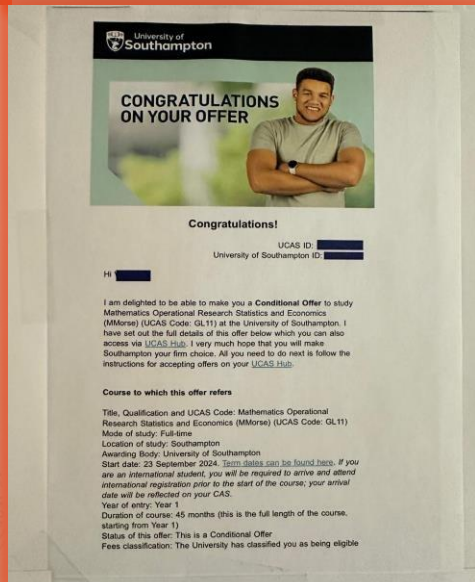 University of
Southampton
CONGRATULATIONS
ON YOUR OFFER
Congratulations!
UCAS ID:
University of Southampton ID:
Hi
I am delighted to be able to make you a Conditional Offer to study
Mathematics Operational Research Statistics and Economics
(MMorse) (UCAS Code: GL11) at the University of Southampton. I
have set out the full details of this offer below which you can also
access via UCAS Hub. I very much hope that you will make
Southampton your firm choice. All you need to do next is follow the
instructions for accepting offers on your UCAS Hub.
Course to which this offer refers
Title, Qualification and UCAS Code: Mathematics Operational
Research Statistics and Economics (MMorse) (UCAS Code: GL11)
Mode of study: Full-time
Location of study: Southampton
Awarding Body: University of Southampton
Start date: 23 September 2024. Term dates can be found here. If you
are an international student, you will be required to arrive and attend
international registration prior to the start of the course; your arrival
date will be reflected on your CAS.
Year of entry: Year 1
Duration of course: 45 months (this is the full length of the course,
starting from Year 1)
Status of this offer: This is a Conditional Offer
Fees classification: The University has classified you as being eligible